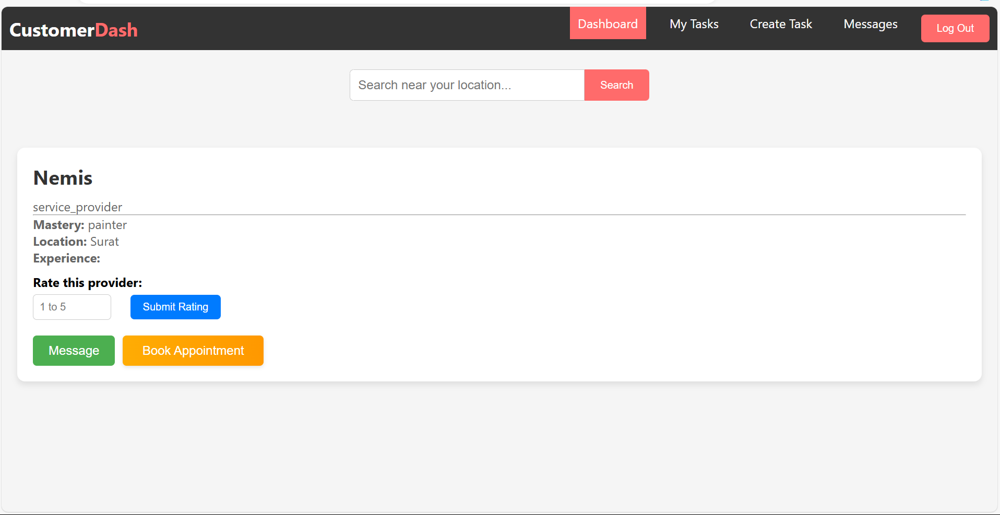 CustomerDash
Dashboard
My Tasks
Create Task
Messages
Log Out
Search near your location...
Search
Nemis
service_provider
Mastery: painter
Location: Surat
Experience:
Rate this provider:
1 to 5
Submit Rating
Message
Book Appointment